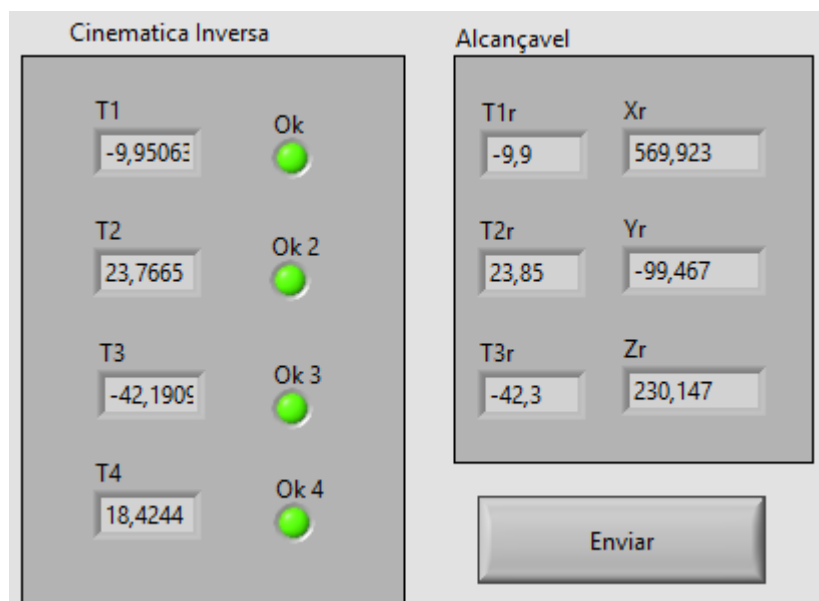 Cinematica Inversa
T1
-9,95063
Ok
T2
23,7665
Ok 2
T3
-42,1909
Ok 3
T4
18,4244
Ok 4
Alcançavel
T1r
-9,9
Xr
569,923
T2r
23,85
Yr
-99,467
T3r
-42,3
Zr
230,147
Enviar